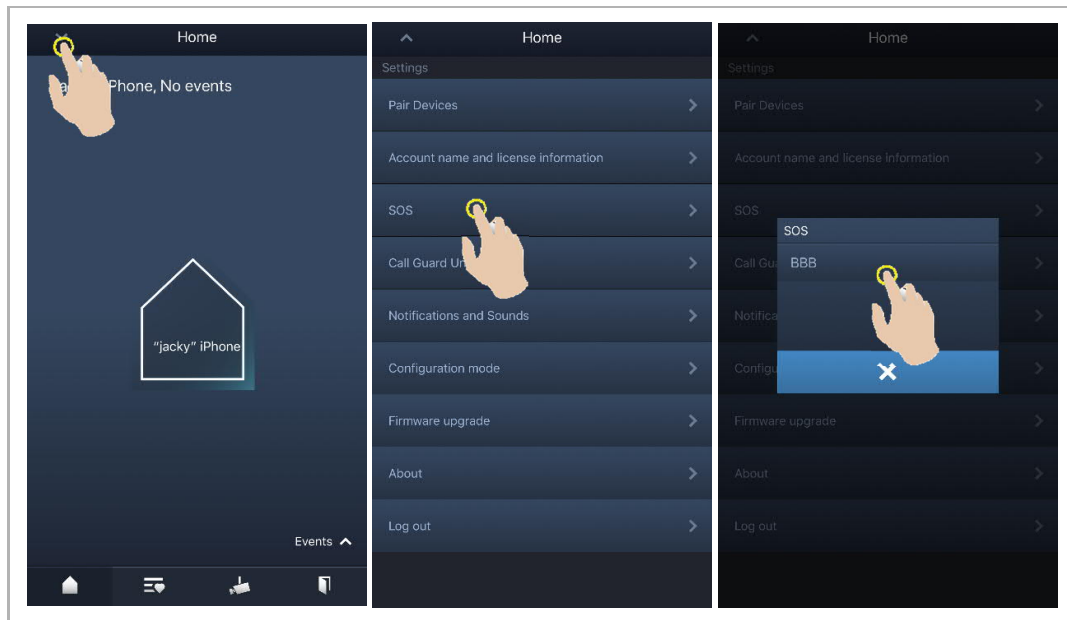 Home
Phone, No events
"jacky" iPhone
Events
Home
Settings
Pair Devices
Account name and license information
SOS
Call Guard
Notifications and Sounds
Configuration mode
Firmware upgrade
About
Log out
Home
Settings
Pair Devices
Account name and license information
SOS
SOS
Call Gu
BBB
Notifica
Configu
Firmware upgrade
About
Log out